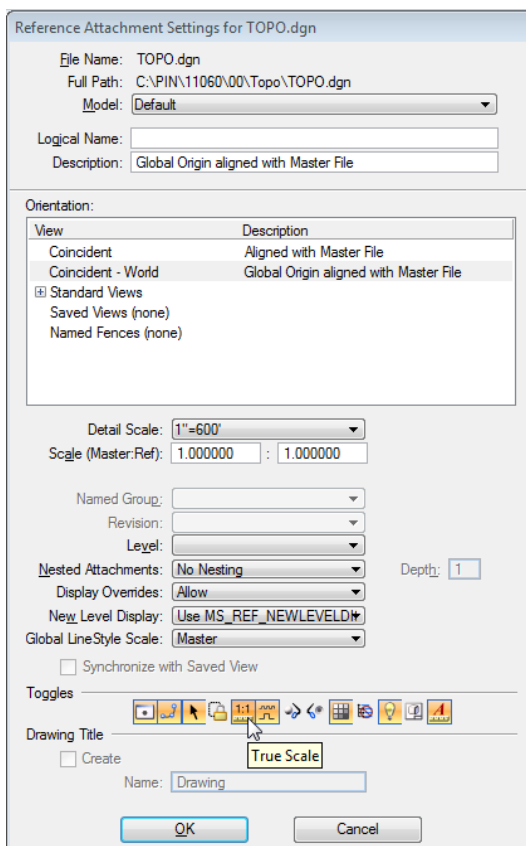 Reference Attachment Settings for TOPO.dgn
File Name: TOPO.dgn
Full Path: C:\PIN\11060\00\Topo\TOPO.dgn
Model: Default
Logical Name:
Description: Global Origin aligned with Master File
Orientation:
View Description
Coincident Aligned with Master File
Coincident - World Global Origin aligned with Master File
Standard Views
Saved Views (none)
Named Fences (none)
Detail Scale: 1"=600'
Scale (Master:Ref): 1.000000 : 1.000000
Named Group:
Revision:
Level:
Nested Attachments: No Nesting Depth: 1
Display Overrides: Allow
New Level Display: Use MS_REF_NEWLEVELDI
Global LineStyle Scale: Master
Synchronize with Saved View
Toggles
1:1 A
Drawing Title
True Scale
Create
Name: Drawing
OK Cancel